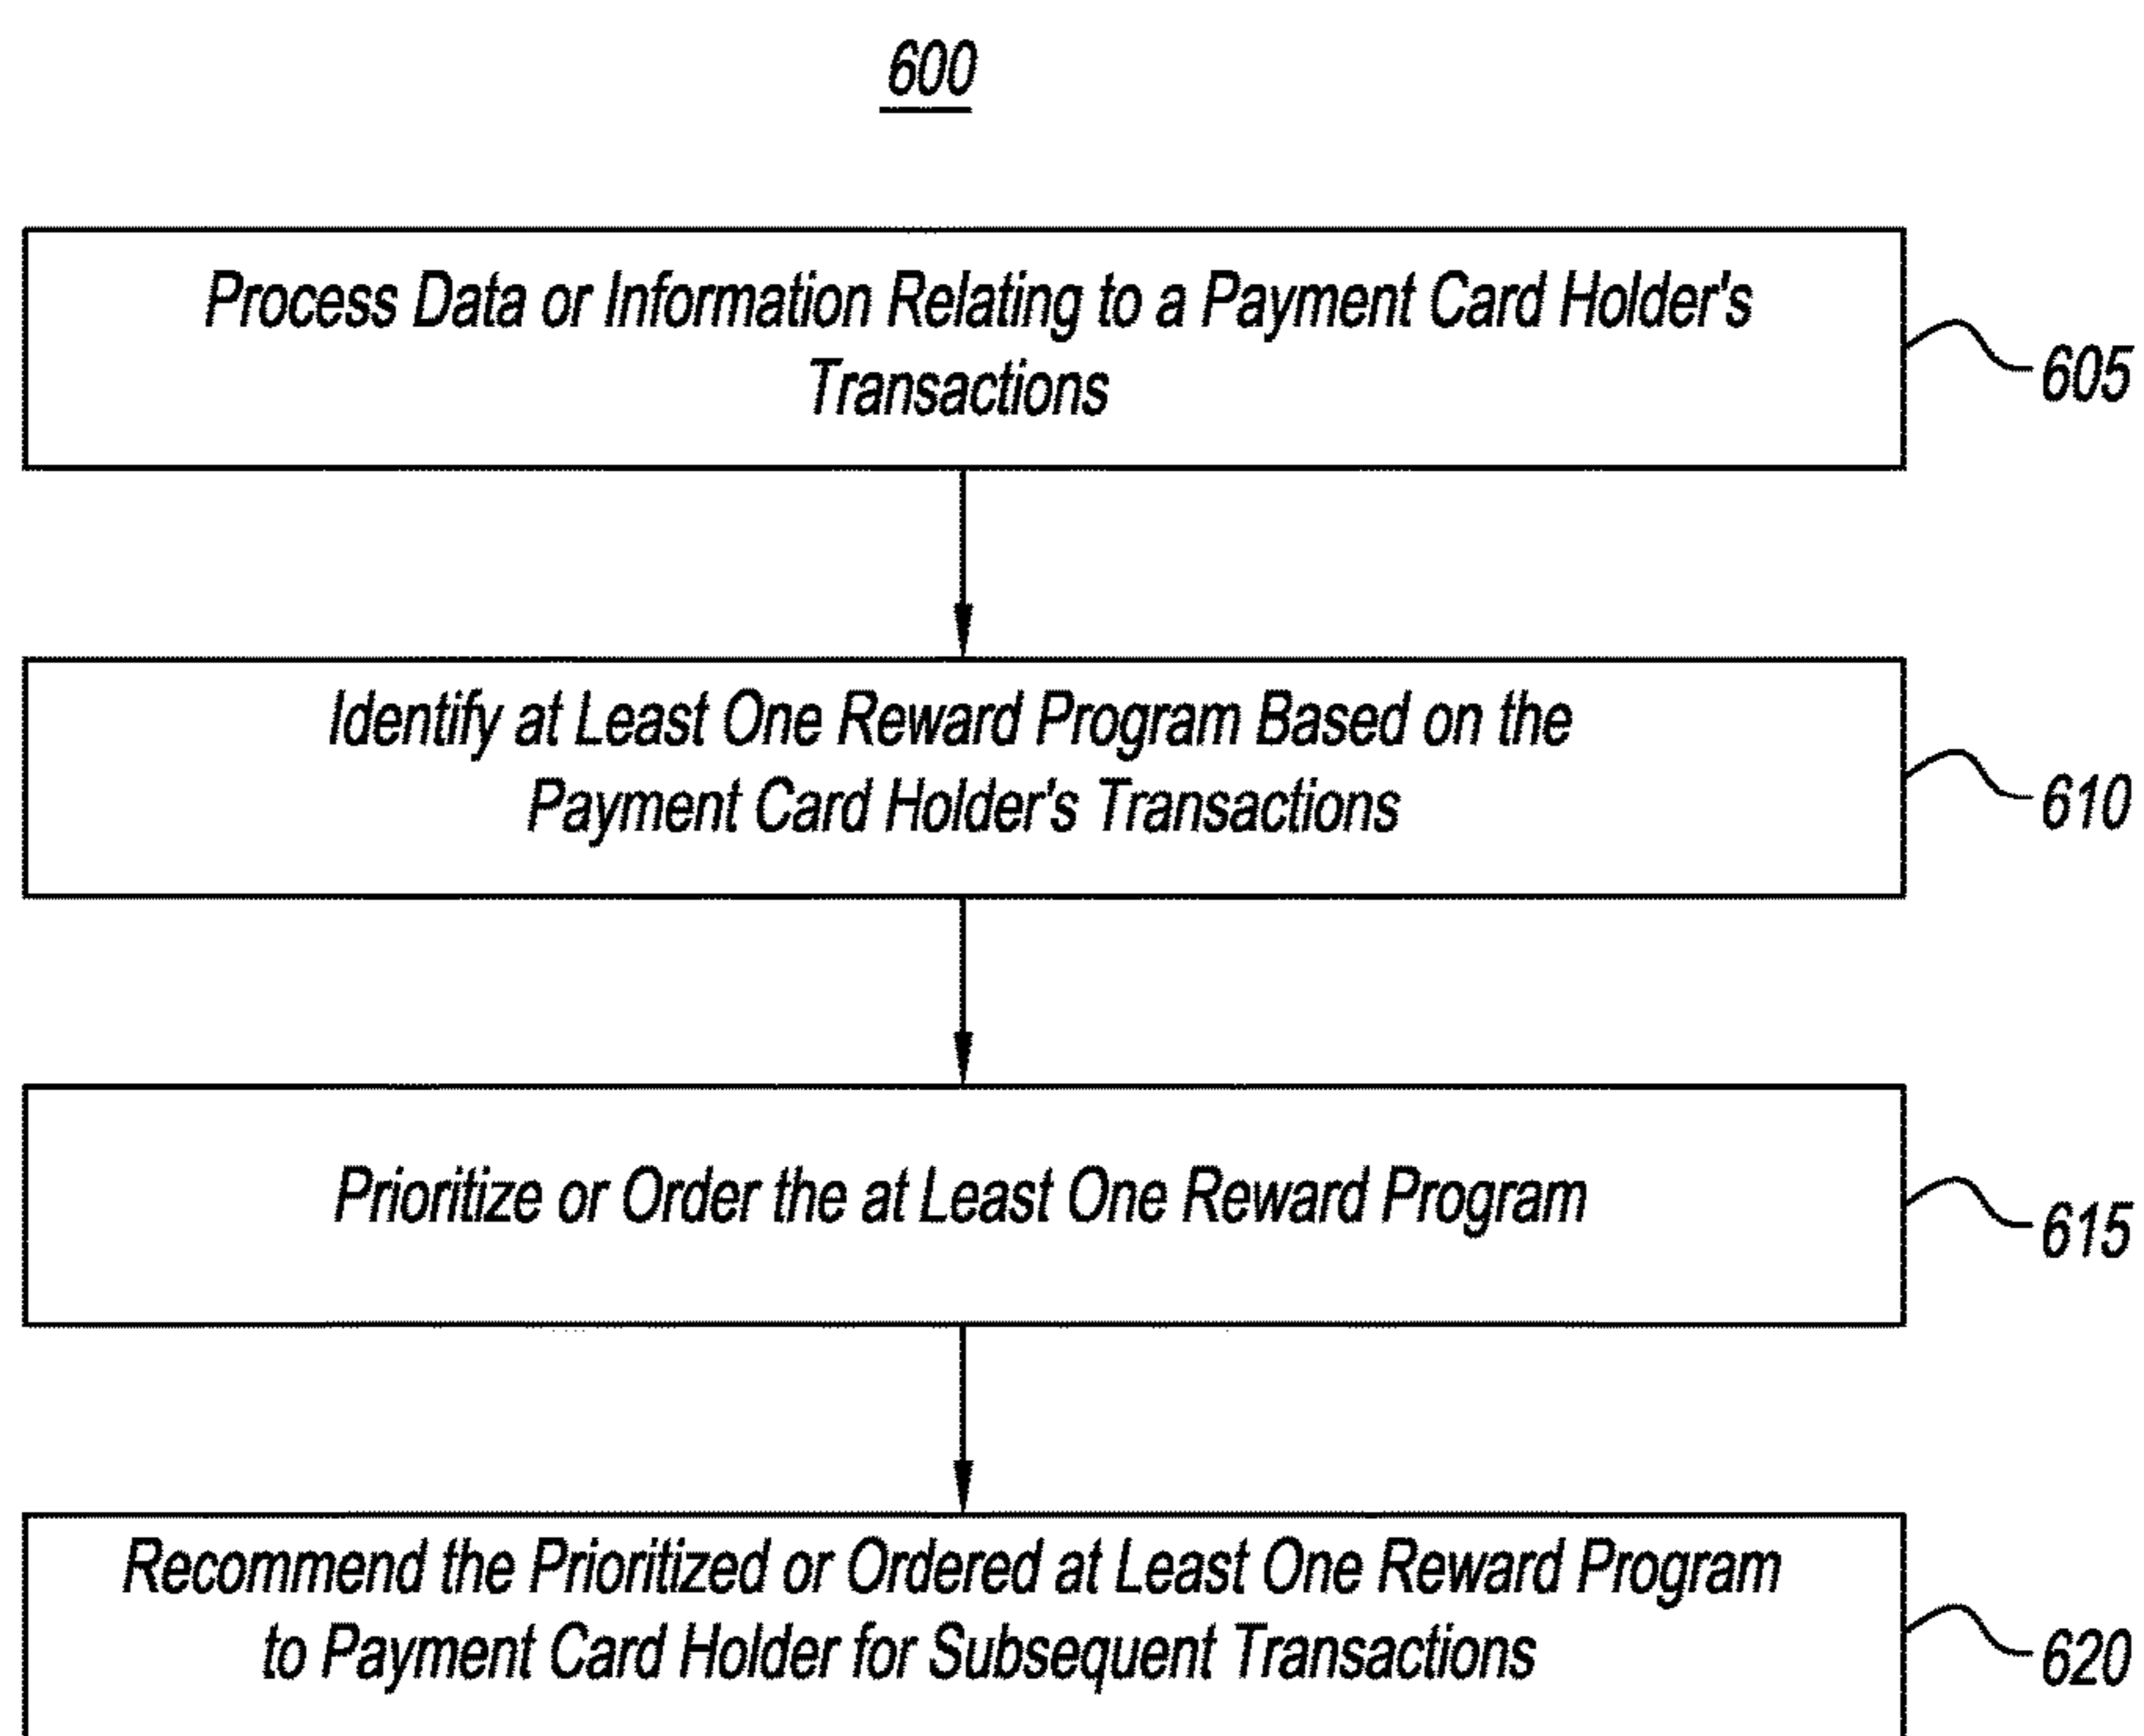 600
Process Data or Information Relating to a Payment Card Holder's
Transactions
605
Identify at Least One Reward Program Based on the
Payment Card Holder's Transactions
610
Prioritize or Order the at Least One Reward Program
615
Recommend the Prioritized or Ordered at Least One Reward Program
to Payment Card Holder for Subsequent Transactions
620